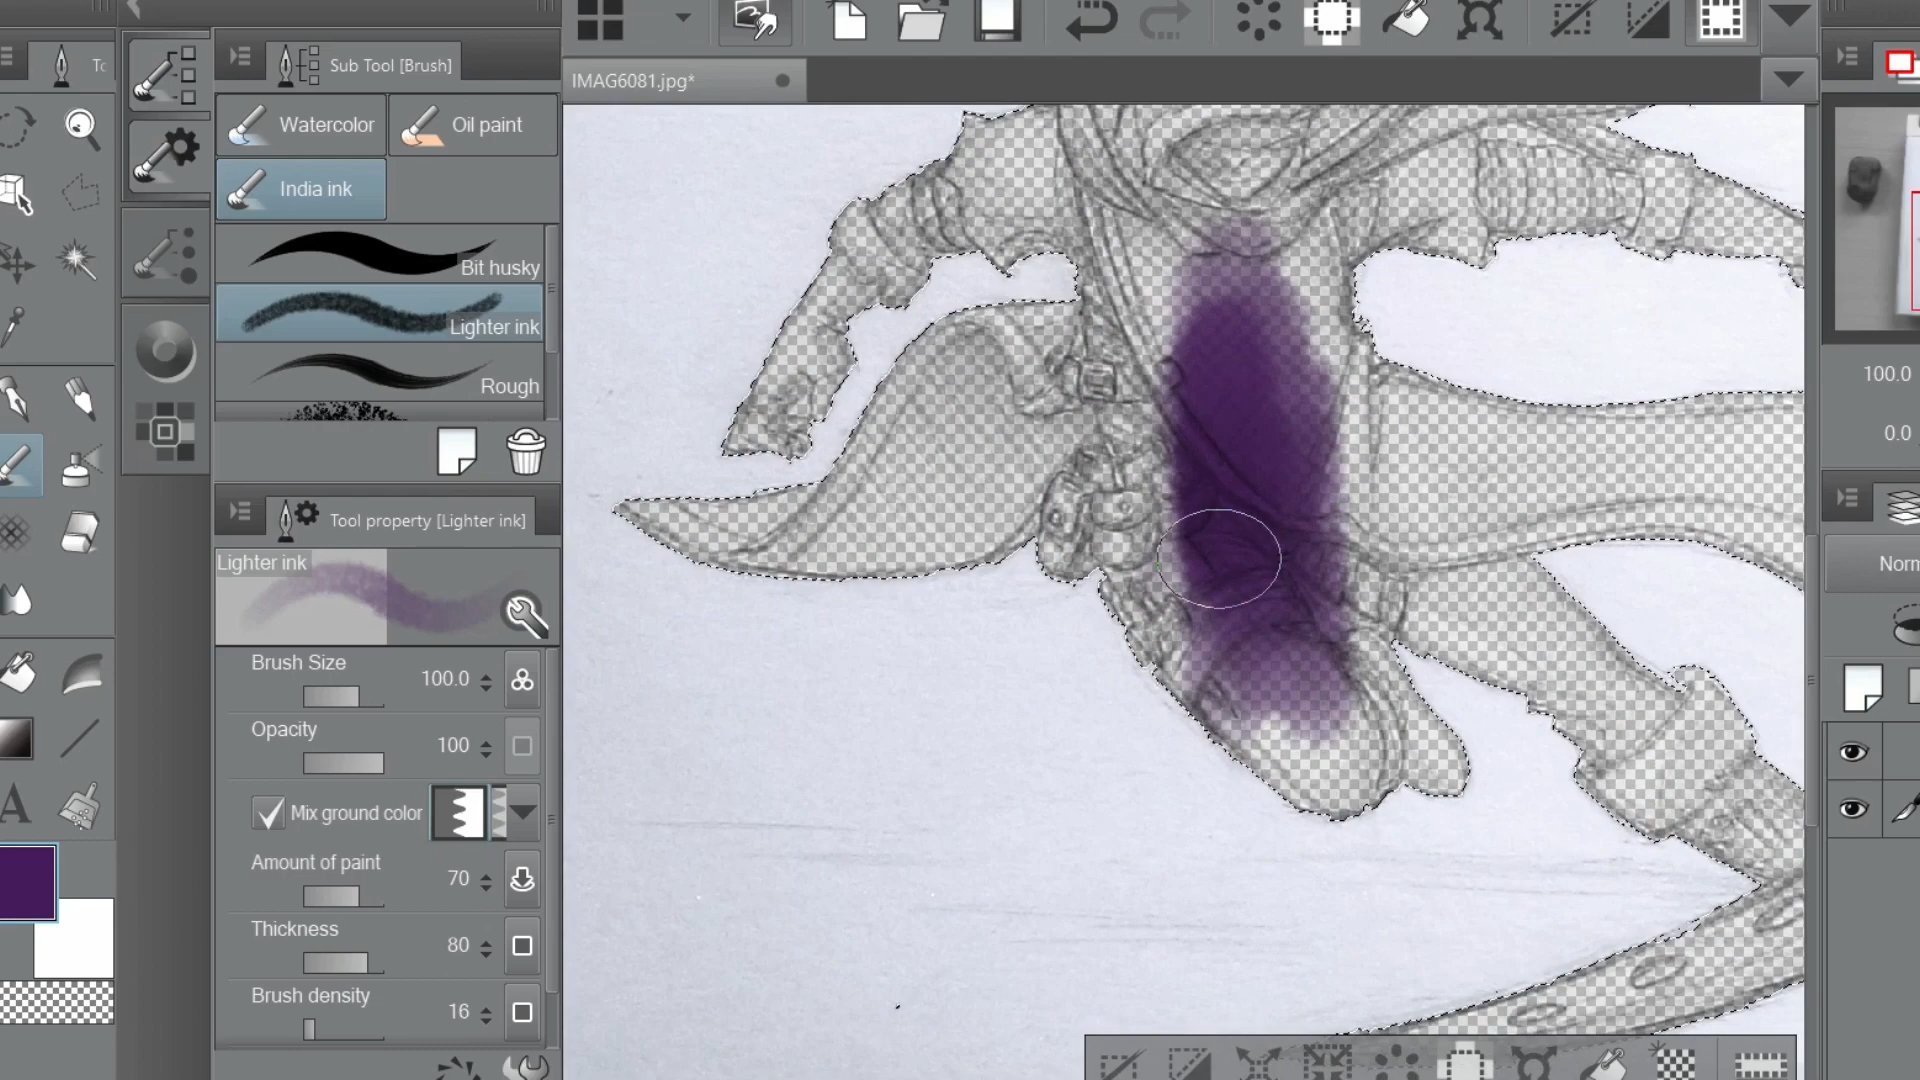 Tc
Sub Tool [Brush]
Watercolor
Oil paint
India ink
Bit husky
Lighter ink
Rough
Tool property [Lighter ink]
Lighter ink
Brush Size
100.0
Opacity
100
Mix ground color
Amount of paint
70
Thickness
80
Brush density
16
IMAG6081.jpg*
100.0
0.0
Norm
A